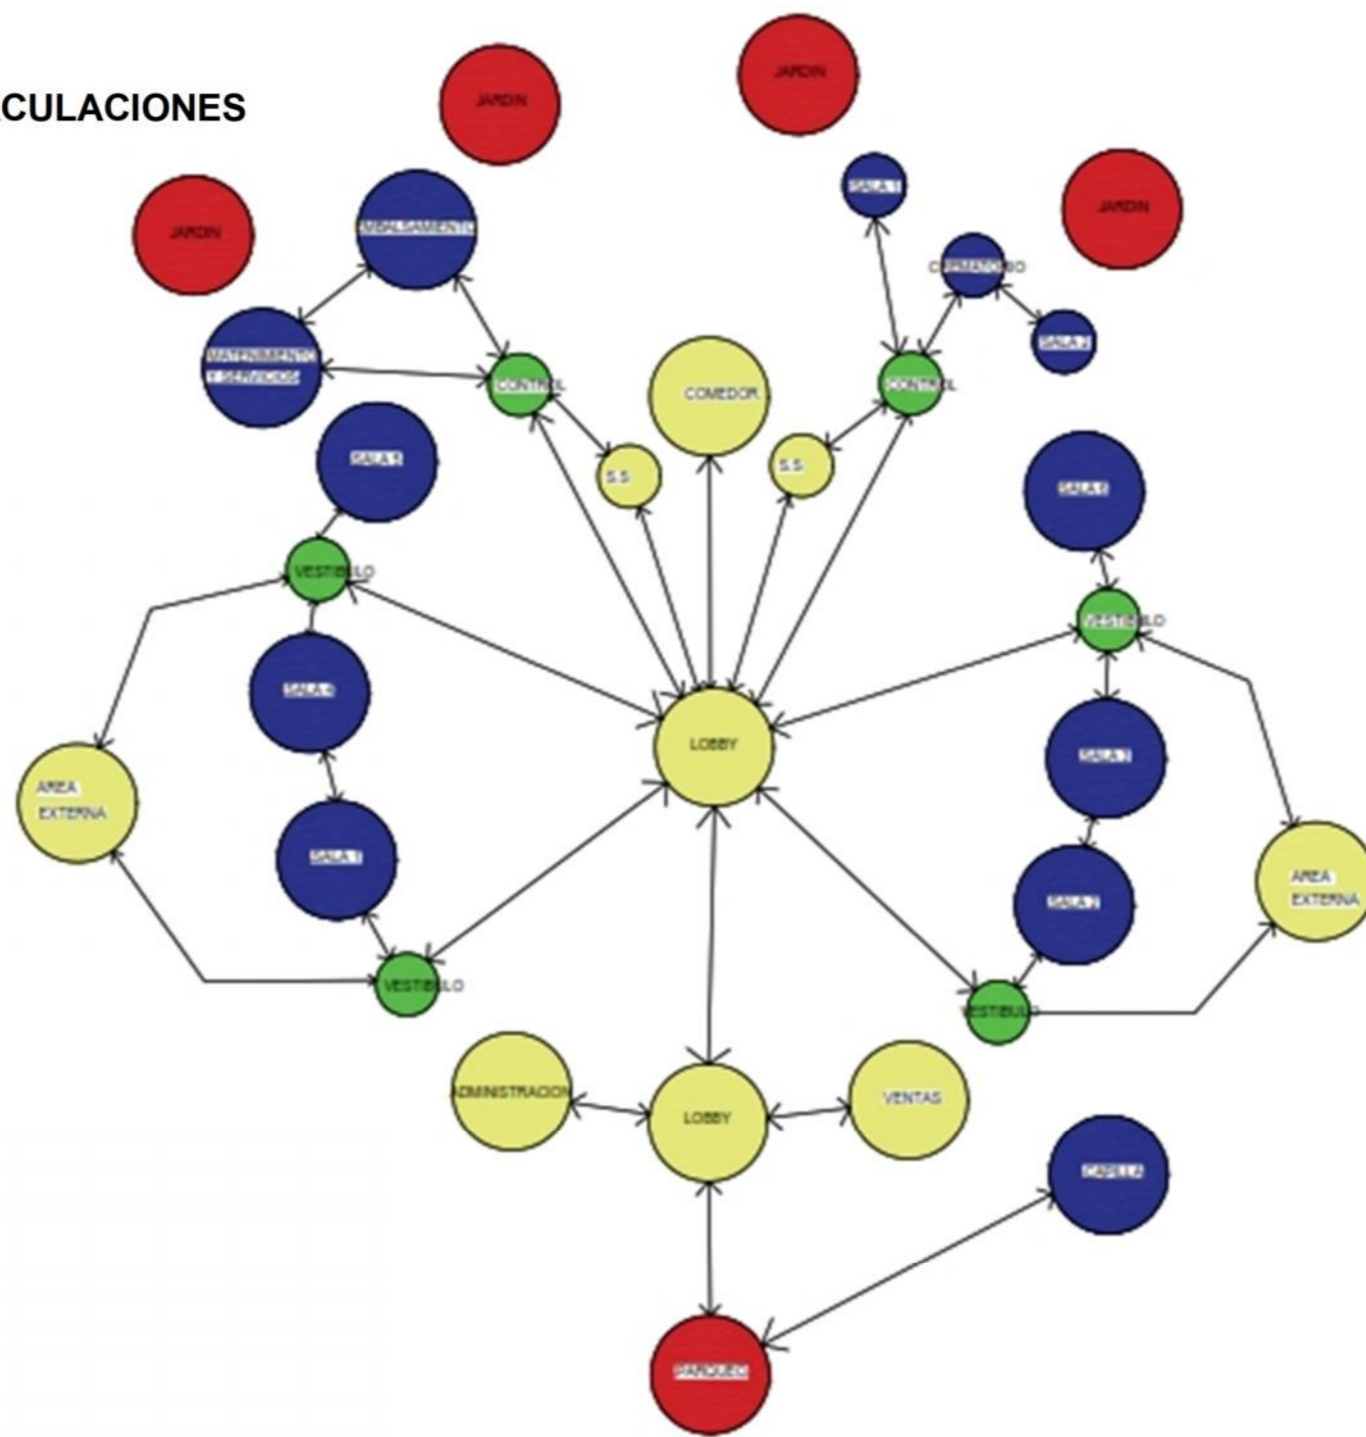 CULACIONES
JARDIN
JARDIN
JARDIN
JARDIN
SALA 1
EMBALSAMIENTO
CREMATORIO
SALA 2
MATENIMIENTO
Y SERVICIOS
CONTROL
COMEDOR
CONTROL
SALA 5
S.S
S.S
SALA 6
VESTIBULO
VESTIBULO
SALA 4
LOBBY
SALA 3
AREA
EXTERNA
SALA 1
AREA
EXTERNA
SALA 2
VESTIBULO
VESTIBULO
ADMINISTRACION
LOBBY
VENTAS
CAPILLA
PARQUEO